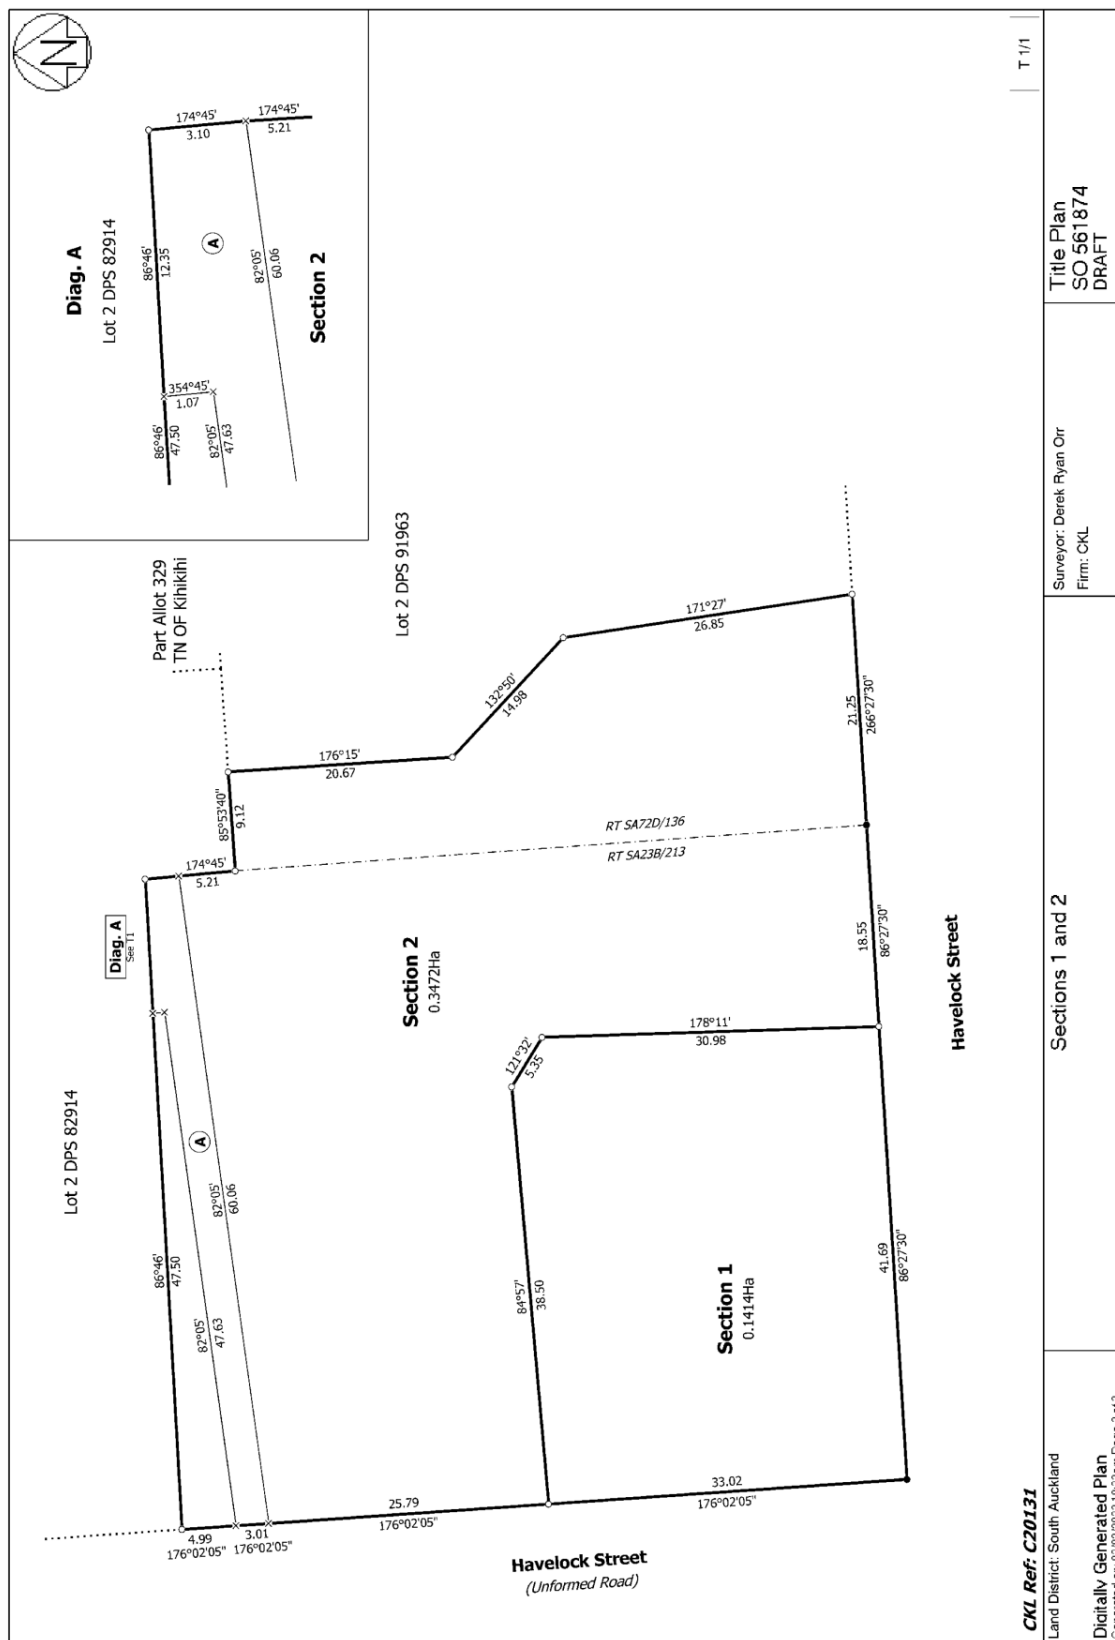 N
Diag. A
Lot 2 DPS 82914
86°46'
12.35
174°45'
3.10
174°45'
5.21
86°46'
47.50
354°45'
1.07
82°05'
47.63
A
82°05'
60.06
Section 2
T 1/1
Lot 2 DPS 82914
Diag. A
See T1
Part Allot 329
TN OF Kihikihi
Lot 2 DPS 91963
86°46'
47.50
82°05'
47.63
82°05'
60.06
A
174°45'
5.21
85°53'40"
9.12
176°15'
20.67
132°50'
14.98
171°27'
26.85
4.99
176°02'05"
3.01
176°02'05"
25.79
176°02'05"
Section 2
0.3472Ha
RT SA72D/136
RT SA23B/213
84°57'
38.50
121°32'
5.35
178°11'
30.98
Section 1
0.1414Ha
33.02
176°02'05"
41.69
86°27'30"
18.55
86°27'30"
21.25
266°27'30"
Havelock Street
(Unformed Road)
Havelock Street
CKL Ref: C20131
Land District: South Auckland
Digitally Generated Plan
Sections 1 and 2
Surveyor: Derek Ryan Orr
Firm: CKL
Title Plan
SO 561874
DRAFT